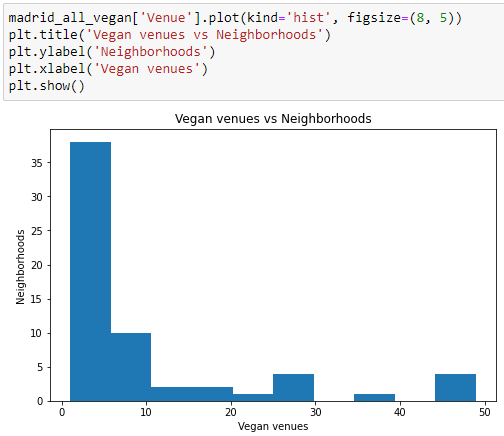 madrid_all_vegan['Venue'].plot(kind='hist', figsize=(8, 5))
plt.title('Vegan venues vs Neighborhoods')
plt.ylabel('Neighborhoods')
plt.xlabel('Vegan venues')
plt.show()
Vegan venues vs Neighborhoods
35
30
25
20
15
10
5
0
Neighborhoods
0 10 20 30 40 50
Vegan venues